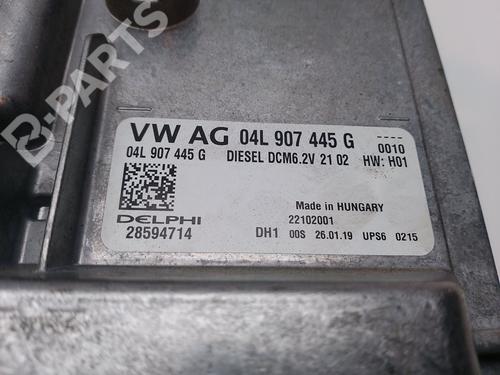 B-PARTS
VW AG 04L 907 445 G
----
0010
04L 907 445 G DIESEL DCM6.2V 21 02 HW: H01
Made in HUNGARY
DELPHI 22102001
28594714 DH1 00S 26.01.19 UPS6 0215
B-PARTS